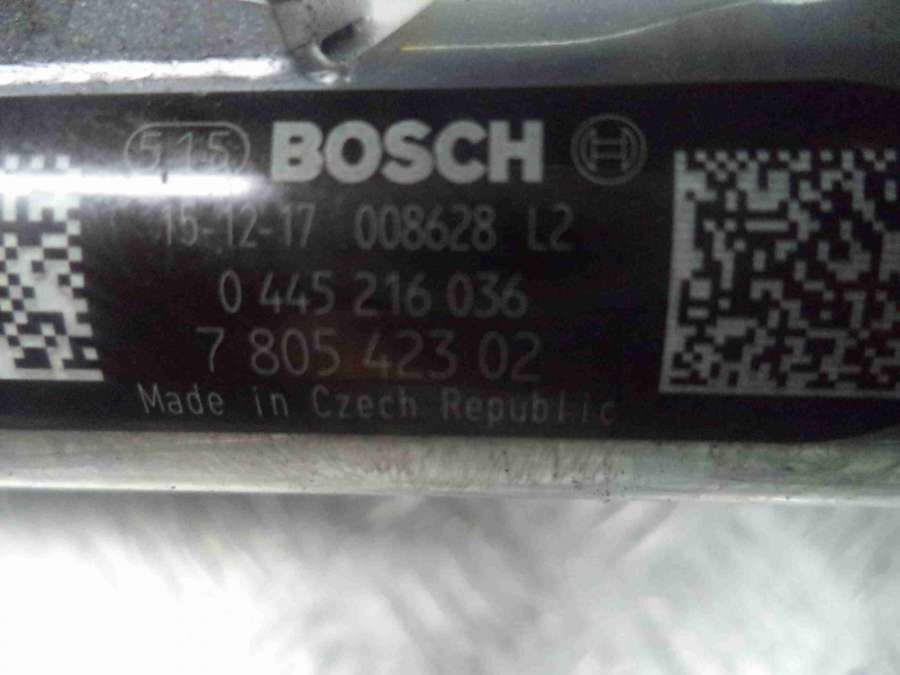 515 BOSCH
15-12-17 008628 L2
0 445 216 036
7 805 423 02
Made in Czech Republic